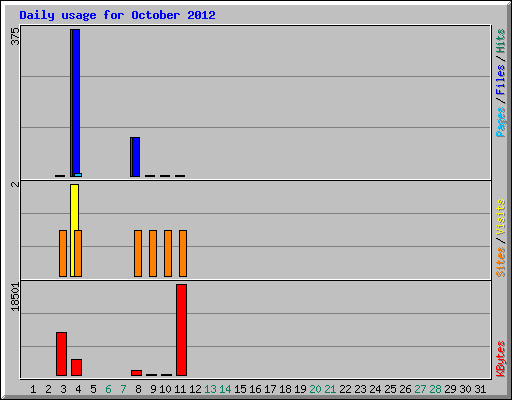 Daily usage for October 2012
375
Pages / Files / Hits
2
Sites / Visits
18501
KBytes
1 2 3 4 5 6 7 8 9 10 11 12 13 14 15 16 17 18 19 20 21 22 23 24 25 26 27 28 29 30 31